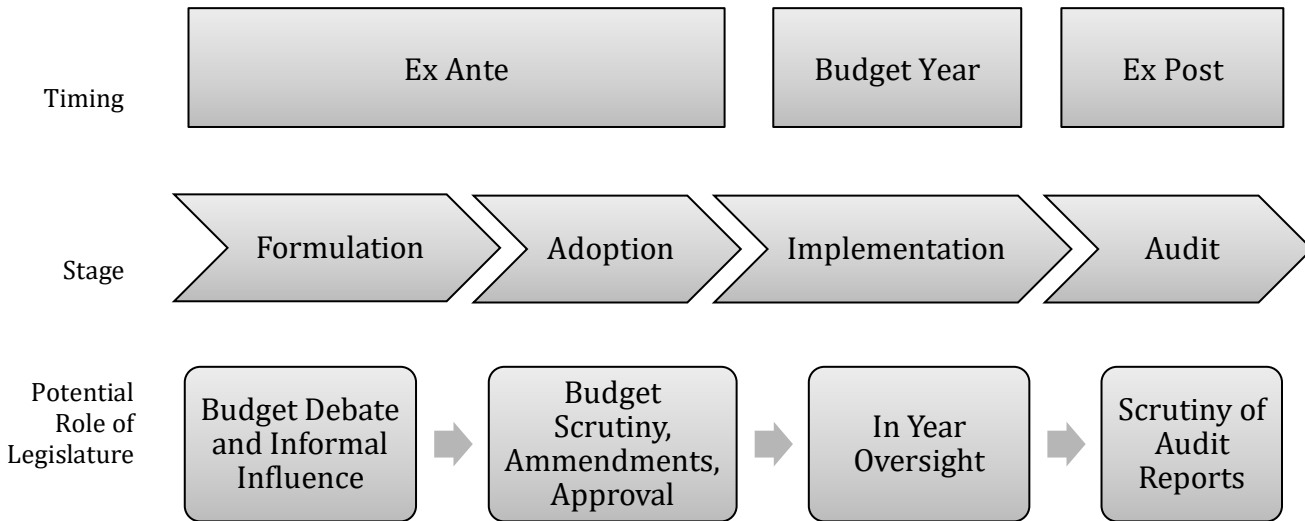 Timing
Ex Ante
Budget Year
Ex Post
Stage
Formulation
Adoption
Implementation
Audit
Potential
Role of
Legislature
Budget Debate
and Informal
Influence
Budget
Scrutiny,
Ammendments,
Approval
In Year
Oversight
Scrutiny of
Audit
Reports